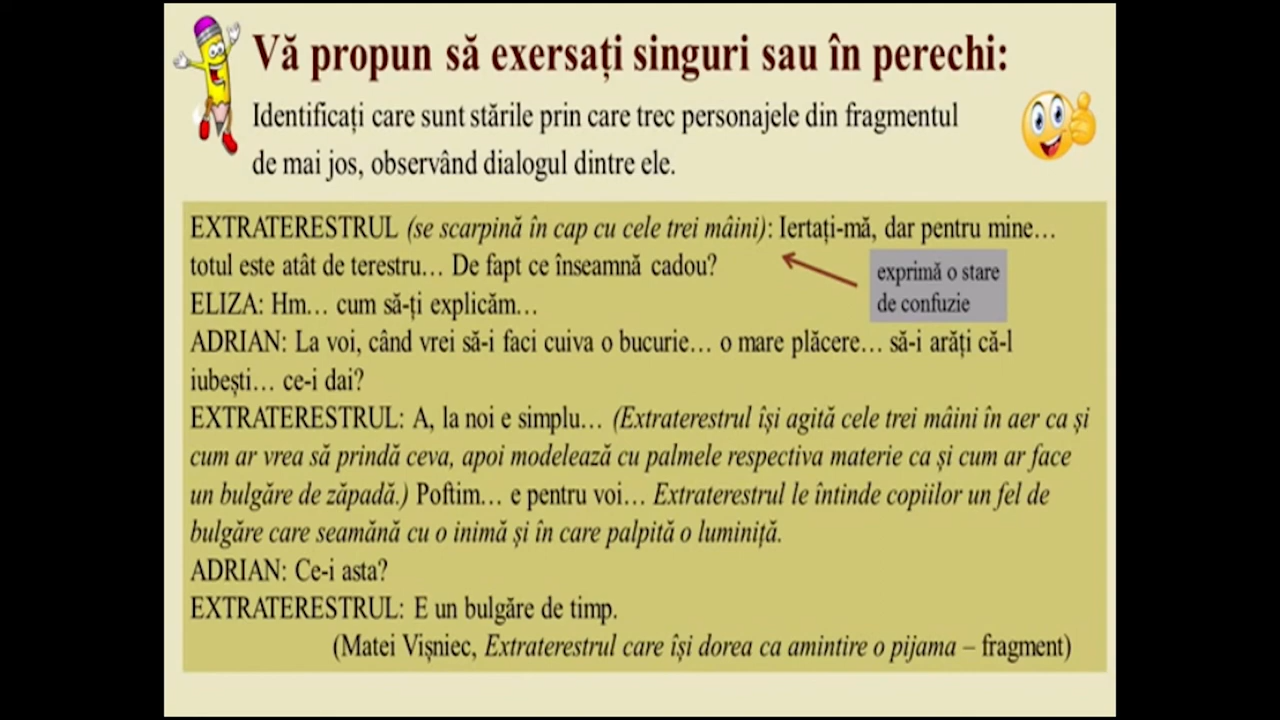 Vă propun să exersați singuri sau în perechi:
Identificați care sunt stările prin care trec personajele din fragmentul
de mai jos, observând dialogul dintre ele.
EXTRATERESTRUL (se scarpină în cap cu cele trei mâini): Iertați-mă, dar pentru mine…
totul este atât de terestru… De fapt ce înseamnă cadou?
exprimă o stare
de confuzie
ELIZA: Hm… cum să-ți explicăm…
ADRIAN: La voi, când vrei să-i faci cuiva o bucurie… o mare plăcere… să-i arăți că-l
iubești… ce-i dai?
EXTRATERESTRUL: A, la noi e simplu… (Extraterestrul își agită cele trei mâini în aer ca și
cum ar vrea să prindă ceva, apoi modelează cu palmele respectiva materie ca și cum ar face
un bulgăre de zăpadă.) Poftim… e pentru voi… Extraterestrul le întinde copiilor un fel de
bulgăre care seamănă cu o inimă și în care palpită o luminiță.
ADRIAN: Ce-i asta?
EXTRATERESTRUL: E un bulgăre de timp.
(Matei Vișniec, Extraterestrul care își dorea ca amintire o pijama – fragment)